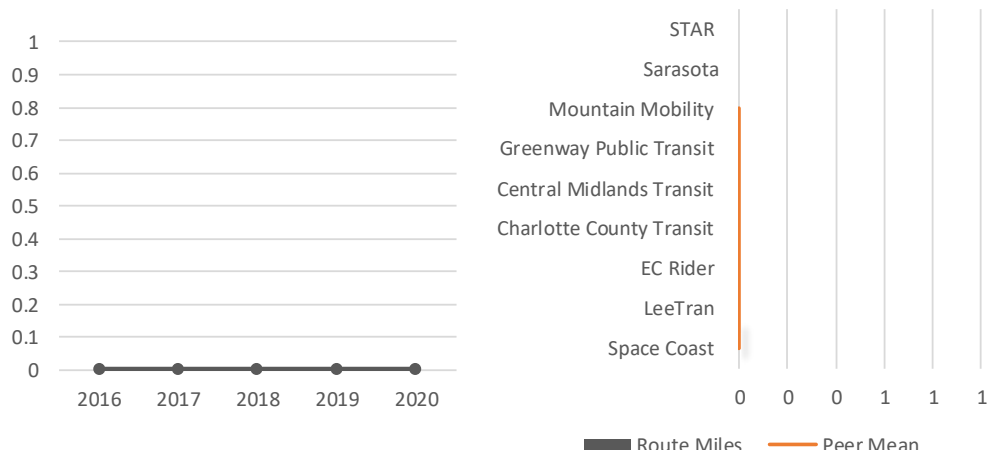 1
0.9
0.8
0.7
0.6
0.5
0.4
0.3
0.2
0.1
0
2016 2017 2018 2019 2020
STAR
Sarasota
Mountain Mobility
Greenway Public Transit
Central Midlands Transit
Charlotte County Transit
EC Rider
LeeTran
Space Coast
0 0 0 1 1 1
Route Miles Peer Mean